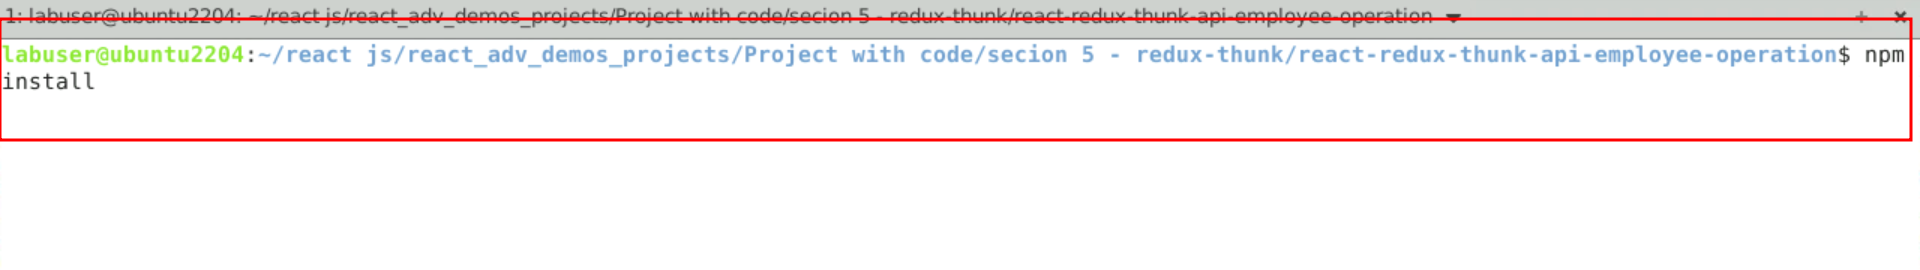 1: labuser@ubuntu2204: ~/react js/react_adv_demos_projects/Project with code/secion 5 - redux-thunk/react-redux-thunk-api-employee-operation
labuser@ubuntu2204:~/react js/react_adv_demos_projects/Project with code/secion 5 - redux-thunk/react-redux-thunk-api-employee-operation$ npm
install